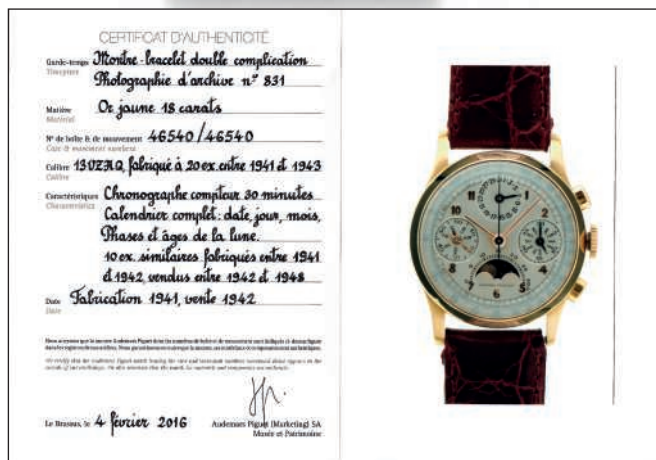 CERTIFICAT D'AUTHENTICITÉ
Garde-temps Montre-bracelet double complication
Timepiece Photographie d'archive nº 831
Matière Or jaune 18 carats
Material
Nº de boîte & de mouvement 46540/46540
Case & movement numbers
Calibre 13VZAQ, fabriqué à 20 ex. entre 1941 et 1943
Calibre
Caractéristiques Chronographe compteur 30 minutes
Characteristics Calendrier complet: date, jour, mois,
Phases et âges de la lune.
10 ex. similaires fabriqués entre 1941
et 1942, vendus entre 1942 et 1948
Date Fabrication 1941, vente 1942
Date
Le Brassus, le 4 février 2016 Audemars Piguet (Marketing) SA
Musée et Patrimoine